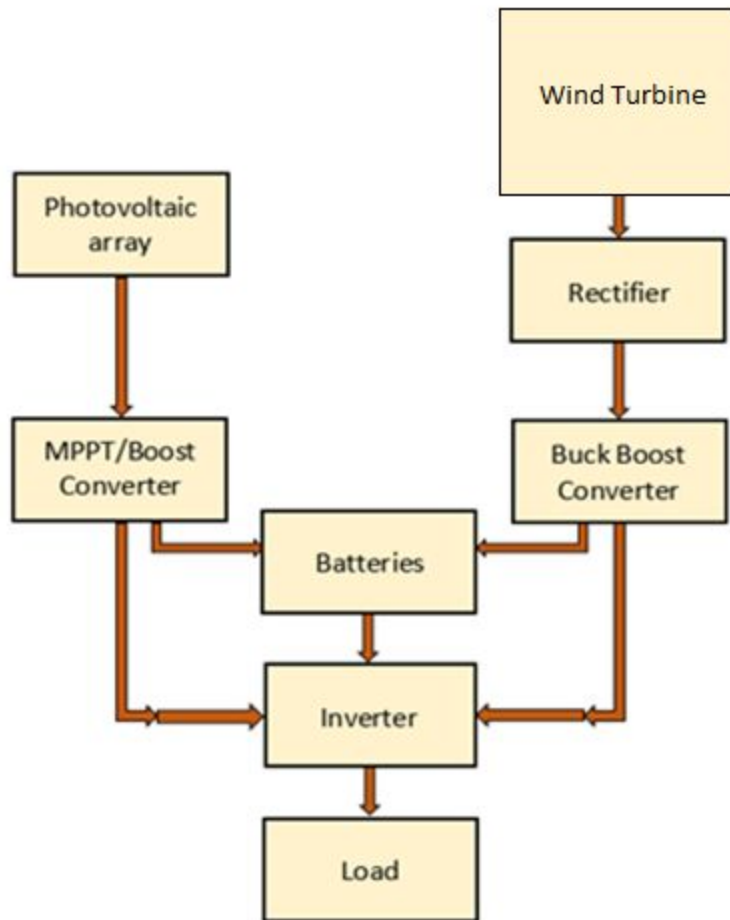 Wind Turbine
Photovoltaic
array
Rectifier
MPPT/Boost
Converter
Buck Boost
Converter
Batteries
Inverter
Load